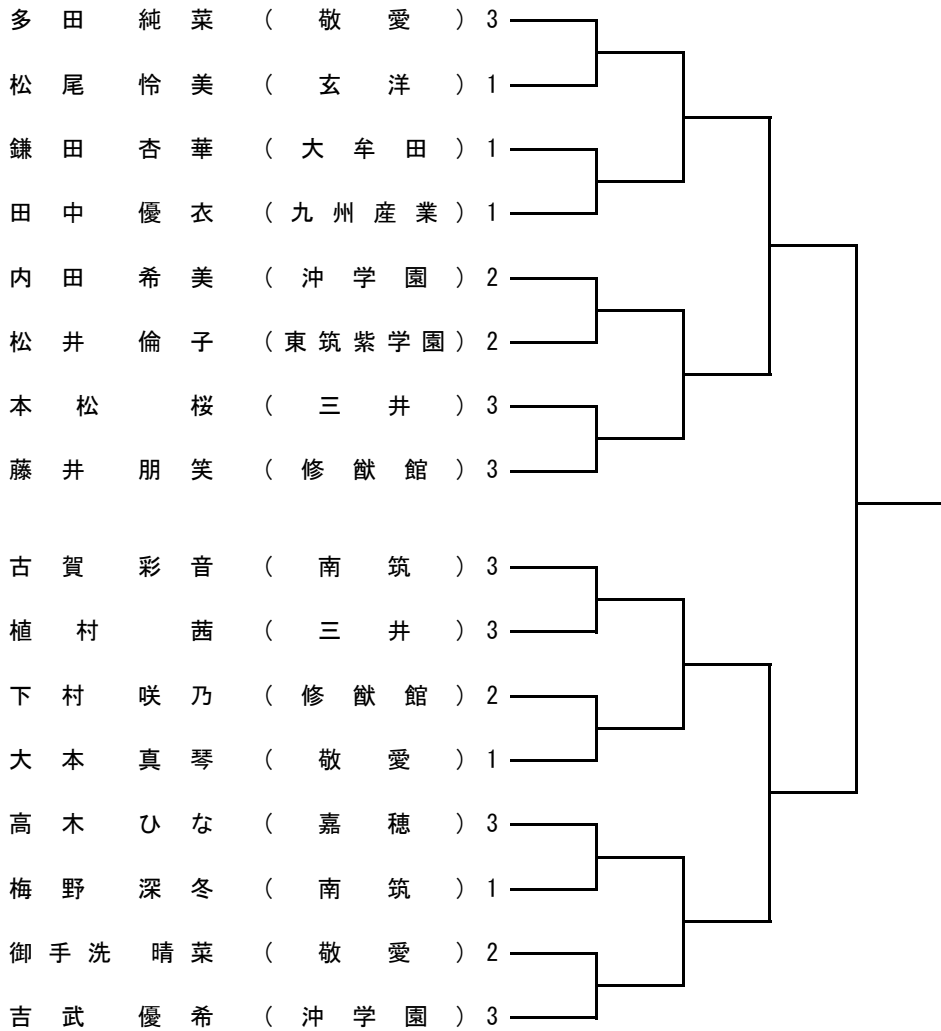 多田 純菜 (敬愛) 3
松尾 怜美 (玄洋) 1
鎌田 杏華 (大牟田) 1
田中 優衣 (九州産業) 1
内田 希美 (沖学園) 2
松井 倫子 (東筑紫学園) 2
本松 桜 (三井) 3
藤井 朋笑 (修猷館) 3
古賀 彩音 (南筑) 3
植村 茜 (三井) 3
下村 咲乃 (修猷館) 2
大本 真琴 (敬愛) 1
高木 ひな (嘉穂) 3
梅野 深冬 (南筑) 1
御手洗 晴菜 (敬愛) 2
吉武 優希 (沖学園) 3